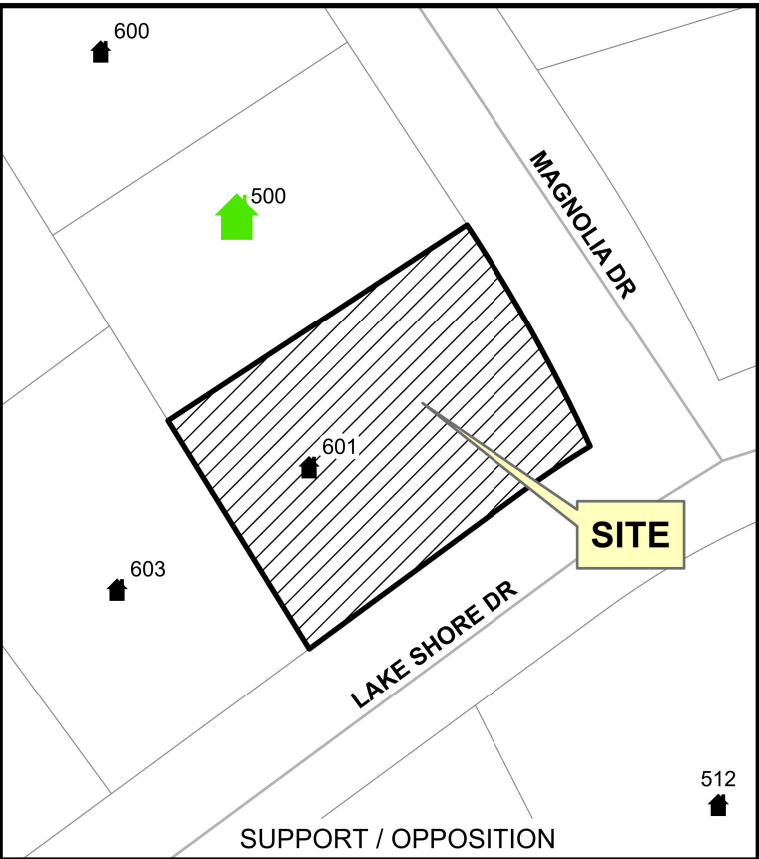 600
500
MAGNOLIA DR
601
SITE
603
LAKE SHORE DR
512
SUPPORT / OPPOSITION